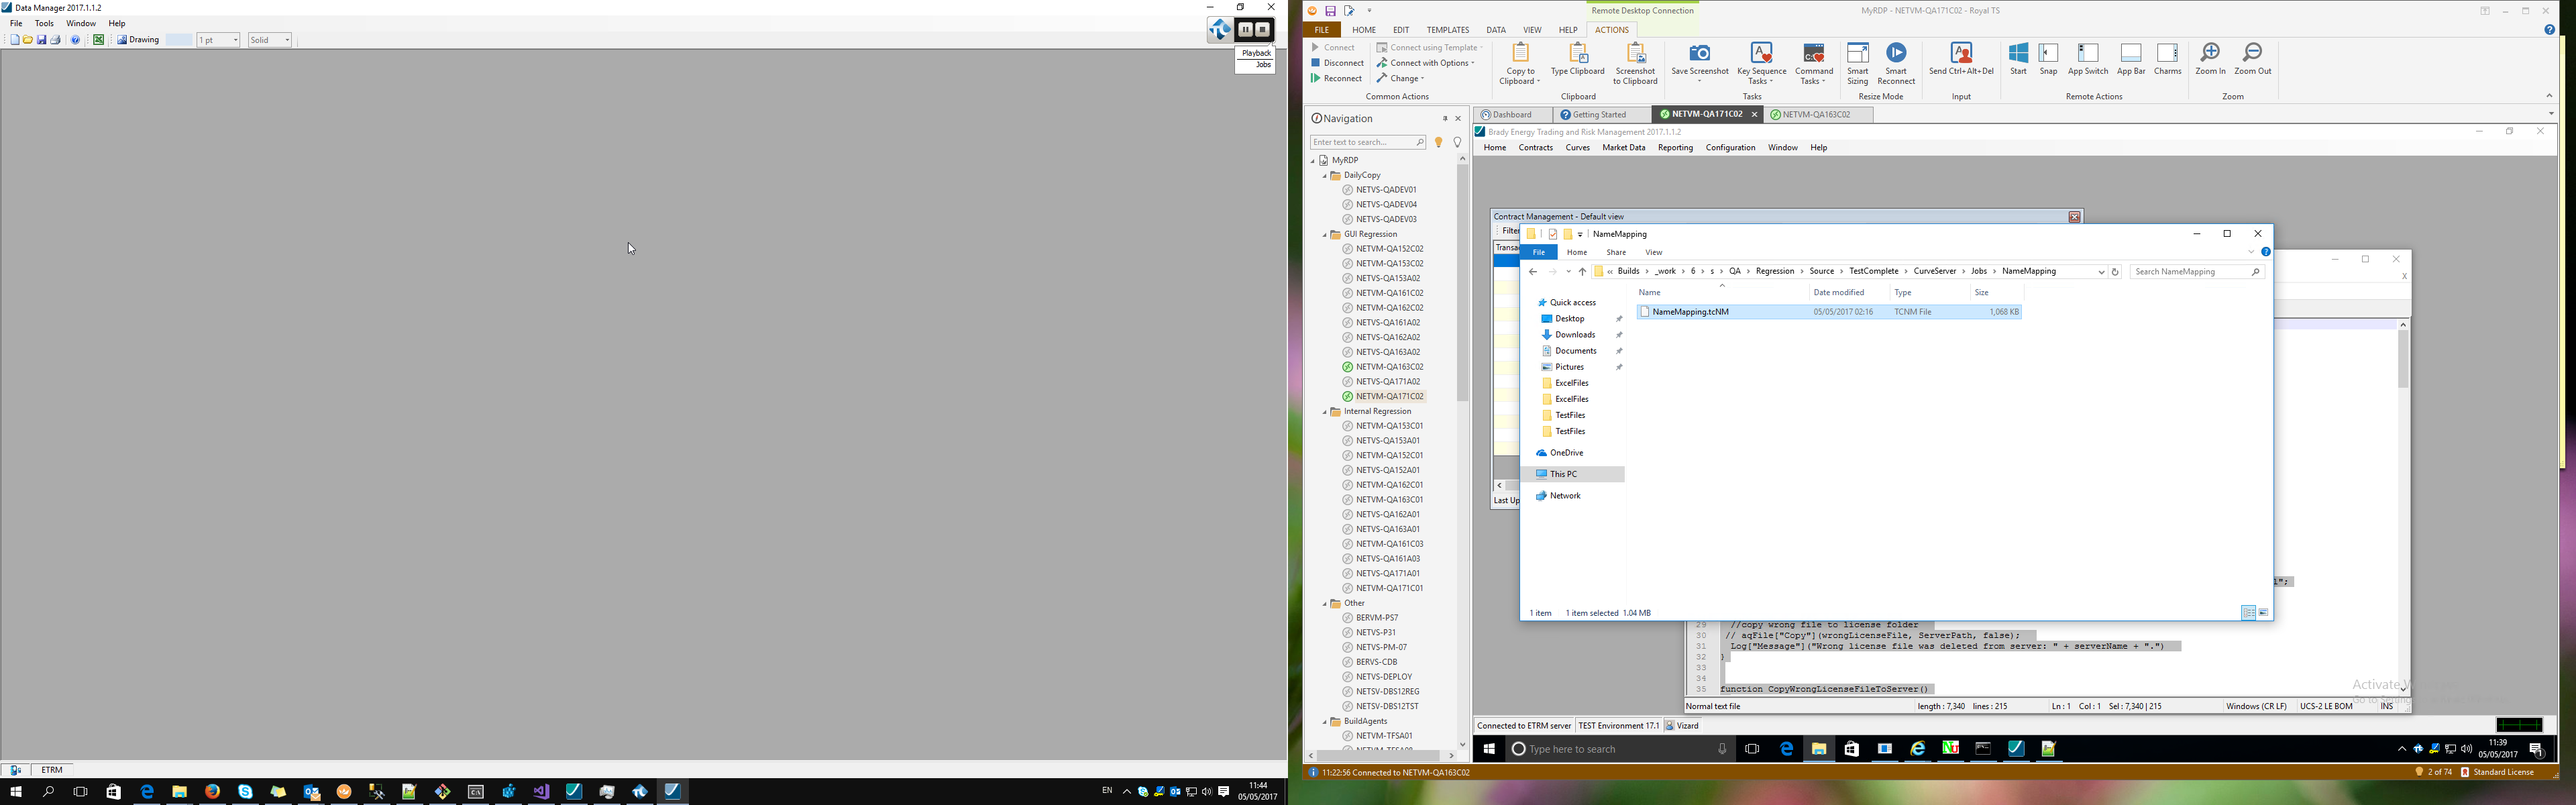 Data Manager 2017.1.1.2
File Tools Window Help
Drawing 1 pt Solid
Playback
Jobs
ETRM
EN
11:44
05/05/2017
Remote Desktop Connection
MyRDP - NETVM-QA171C02 - Royal TS
FILE HOME EDIT TEMPLATES DATA VIEW HELP ACTIONS
Connect
Disconnect
Reconnect
Connect using Template
Connect with Options
Change
Common Actions
Copy to Clipboard
Type Clipboard
Screenshot to Clipboard
Clipboard
Save Screenshot
Key Sequence Tasks
Command Tasks
Tasks
Smart Sizing
Smart Reconnect
Resize Mode
Send Ctrl+Alt+Del
Input
Start Snap App Switch App Bar Charms
Remote Actions
Zoom In Zoom Out
Zoom
Navigation
Enter text to search...
MyRDP
DailyCopy
NETVS-QADEV01
NETVS-QADEV04
NETVS-QADEV03
GUI Regression
NETVM-QA152C02
NETVM-QA153C02
NETVS-QA153A02
NETVM-QA161C02
NETVM-QA162C02
NETVS-QA161A02
NETVS-QA162A02
NETVS-QA163A02
NETVM-QA163C02
NETVS-QA171A02
NETVM-QA171C02
Internal Regression
NETVM-QA153C01
NETVS-QA153A01
NETVM-QA152C01
NETVS-QA152A01
NETVM-QA162C01
NETVM-QA163C01
NETVS-QA162A01
NETVS-QA163A01
NETVM-QA161C03
NETVS-QA161A03
NETVS-QA171A01
NETVM-QA171C01
Other
BERVM-PS7
NETVS-P31
NETVS-PM-07
BERVS-CDB
NETVS-DEPLOY
NETSV-DBS12REG
NETSV-DBS12TST
BuildAgents
NETVM-TFSA01
Dashboard Getting Started NETVM-QA171C02 NETVM-QA163C02
Brady Energy Trading and Risk Management 2017.1.1.2
Home Contracts Curves Market Data Reporting Configuration Window Help
Contract Management - Default view
Filter
Transac
Last Up
NameMapping
File Home Share View
« Builds > _work > 6 > s > QA > Regression > Source > TestComplete > CurveServer > Jobs > NameMapping
Search NameMapping
Name Date modified Type Size
NameMapping.tcNM 05/05/2017 02:16 TCNM File 1,068 KB
Quick access
Desktop
Downloads
Documents
Pictures
ExcelFiles
ExcelFiles
TestFiles
TestFiles
OneDrive
This PC
Network
1 item 1 item selected 1.04 MB
29 //copy wrong file to license folder
30 // aqFile["Copy"](wrongLicenseFile, ServerPath, false);
31 Log["Message"]("Wrong license file was deleted from server: " + serverName + ".")
32 }
33
34
35 function CopyWrongLicenseFileToServer()
Normal text file length : 7,340 lines : 215 Ln : 1 Col : 1 Sel : 7,340 | 215 Windows (CR LF) UCS-2 LE BOM INS
Connected to ETRM server TEST Environment 17.1 Vizard
Type here to search
11:39
05/05/2017
11:22:56 Connected to NETVM-QA163C02
2 of 74 Standard License